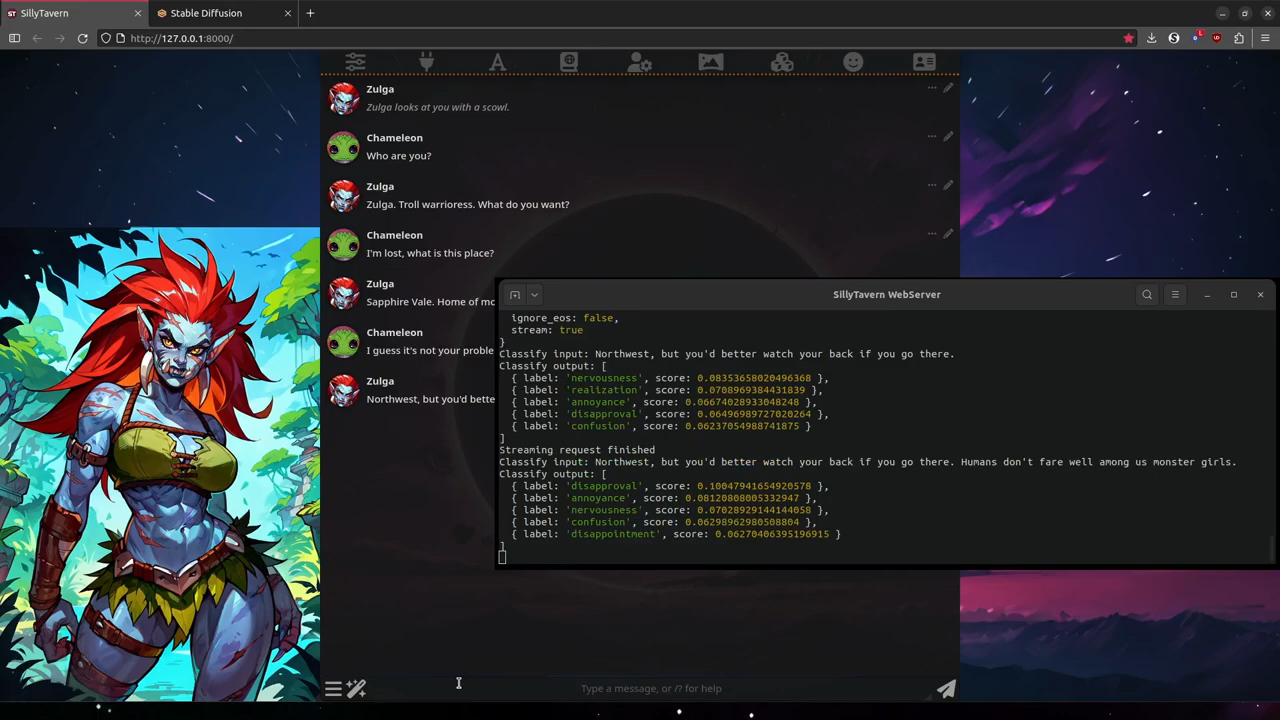 SillyTavern
Stable Diffusion
http://127.0.0.1:8000/
Zulga
Zulga looks at you with a scowl.
Chameleon
Who are you?
Zulga
Zulga. Troll warrioress. What do you want?
Chameleon
I'm lost, what is this place?
Zulga
Sapphire Vale. Home of mo
Chameleon
I guess it's not your proble
Zulga
Northwest, but you'd bette
SillyTavern WebServer
ignore_eos: false,
stream: true
}
Classify input: Northwest, but you'd better watch your back if you go there.
Classify output: [
{ label: 'nervousness', score: 0.08353658020496368 },
{ label: 'realization', score: 0.0708969384431839 },
{ label: 'annoyance', score: 0.06674028933048248 },
{ label: 'disapproval', score: 0.06496989727020264 },
{ label: 'confusion', score: 0.06237054988741875 }
]
Streaming request finished
Classify input: Northwest, but you'd better watch your back if you go there. Humans don't fare well among us monster girls.
Classify output: [
{ label: 'disapproval', score: 0.10047941654920578 },
{ label: 'annoyance', score: 0.08120808005332947 },
{ label: 'nervousness', score: 0.07028929144144058 },
{ label: 'confusion', score: 0.06298962980508804 },
{ label: 'disappointment', score: 0.06270406395196915 }
]
Type a message, or /? for help